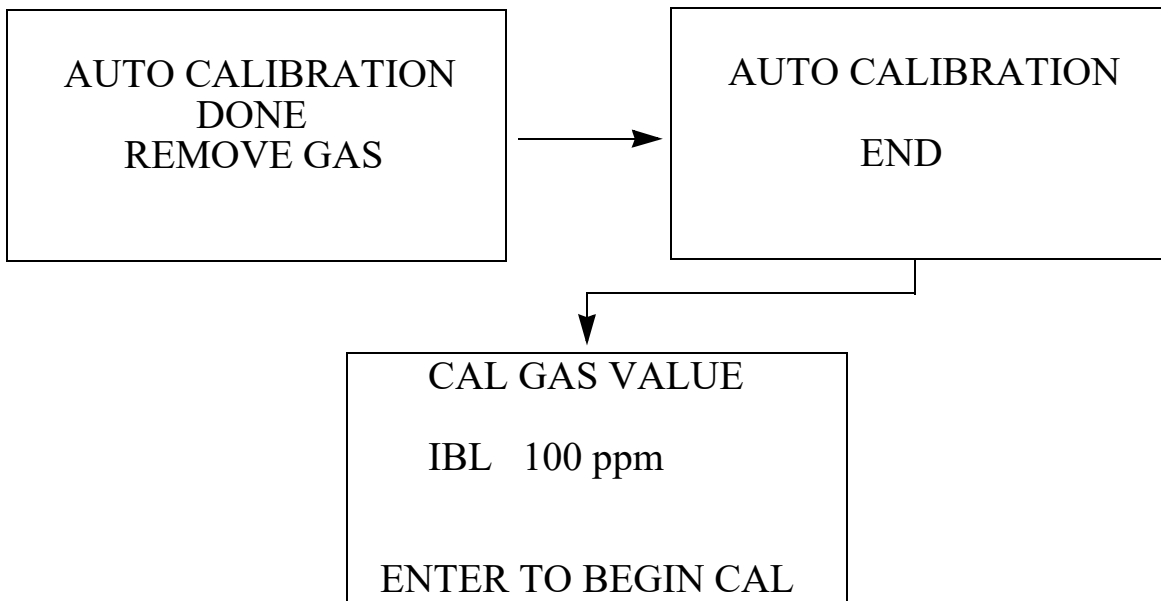 AUTO CALIBRATION
DONE
REMOVE GAS
AUTO CALIBRATION
END
CAL GAS VALUE
IBL 100 ppm
ENTER TO BEGIN CAL